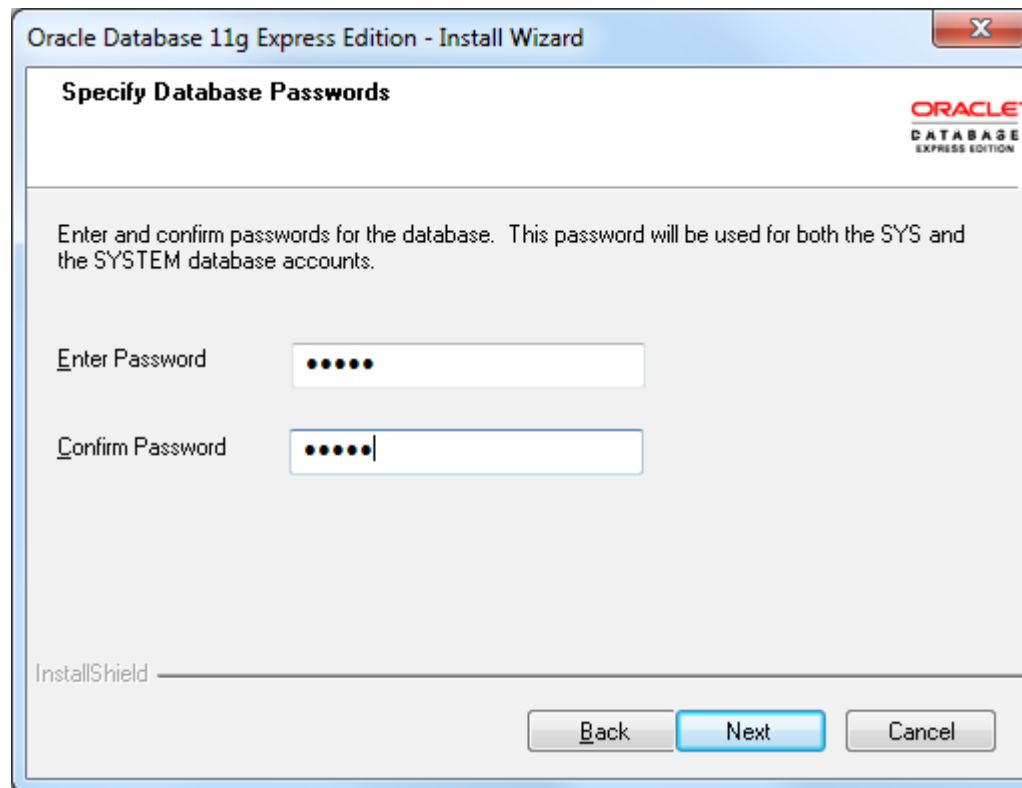 Oracle Database 11g Express Edition - Install Wizard
Specify Database Passwords
ORACLE
DATABASE
EXPRESS EDITION
Enter and confirm passwords for the database.  This password will be used for both the SYS and
the SYSTEM database accounts.
Enter Password
•••••
Confirm Password
•••••
InstallShield
Back
Next
Cancel